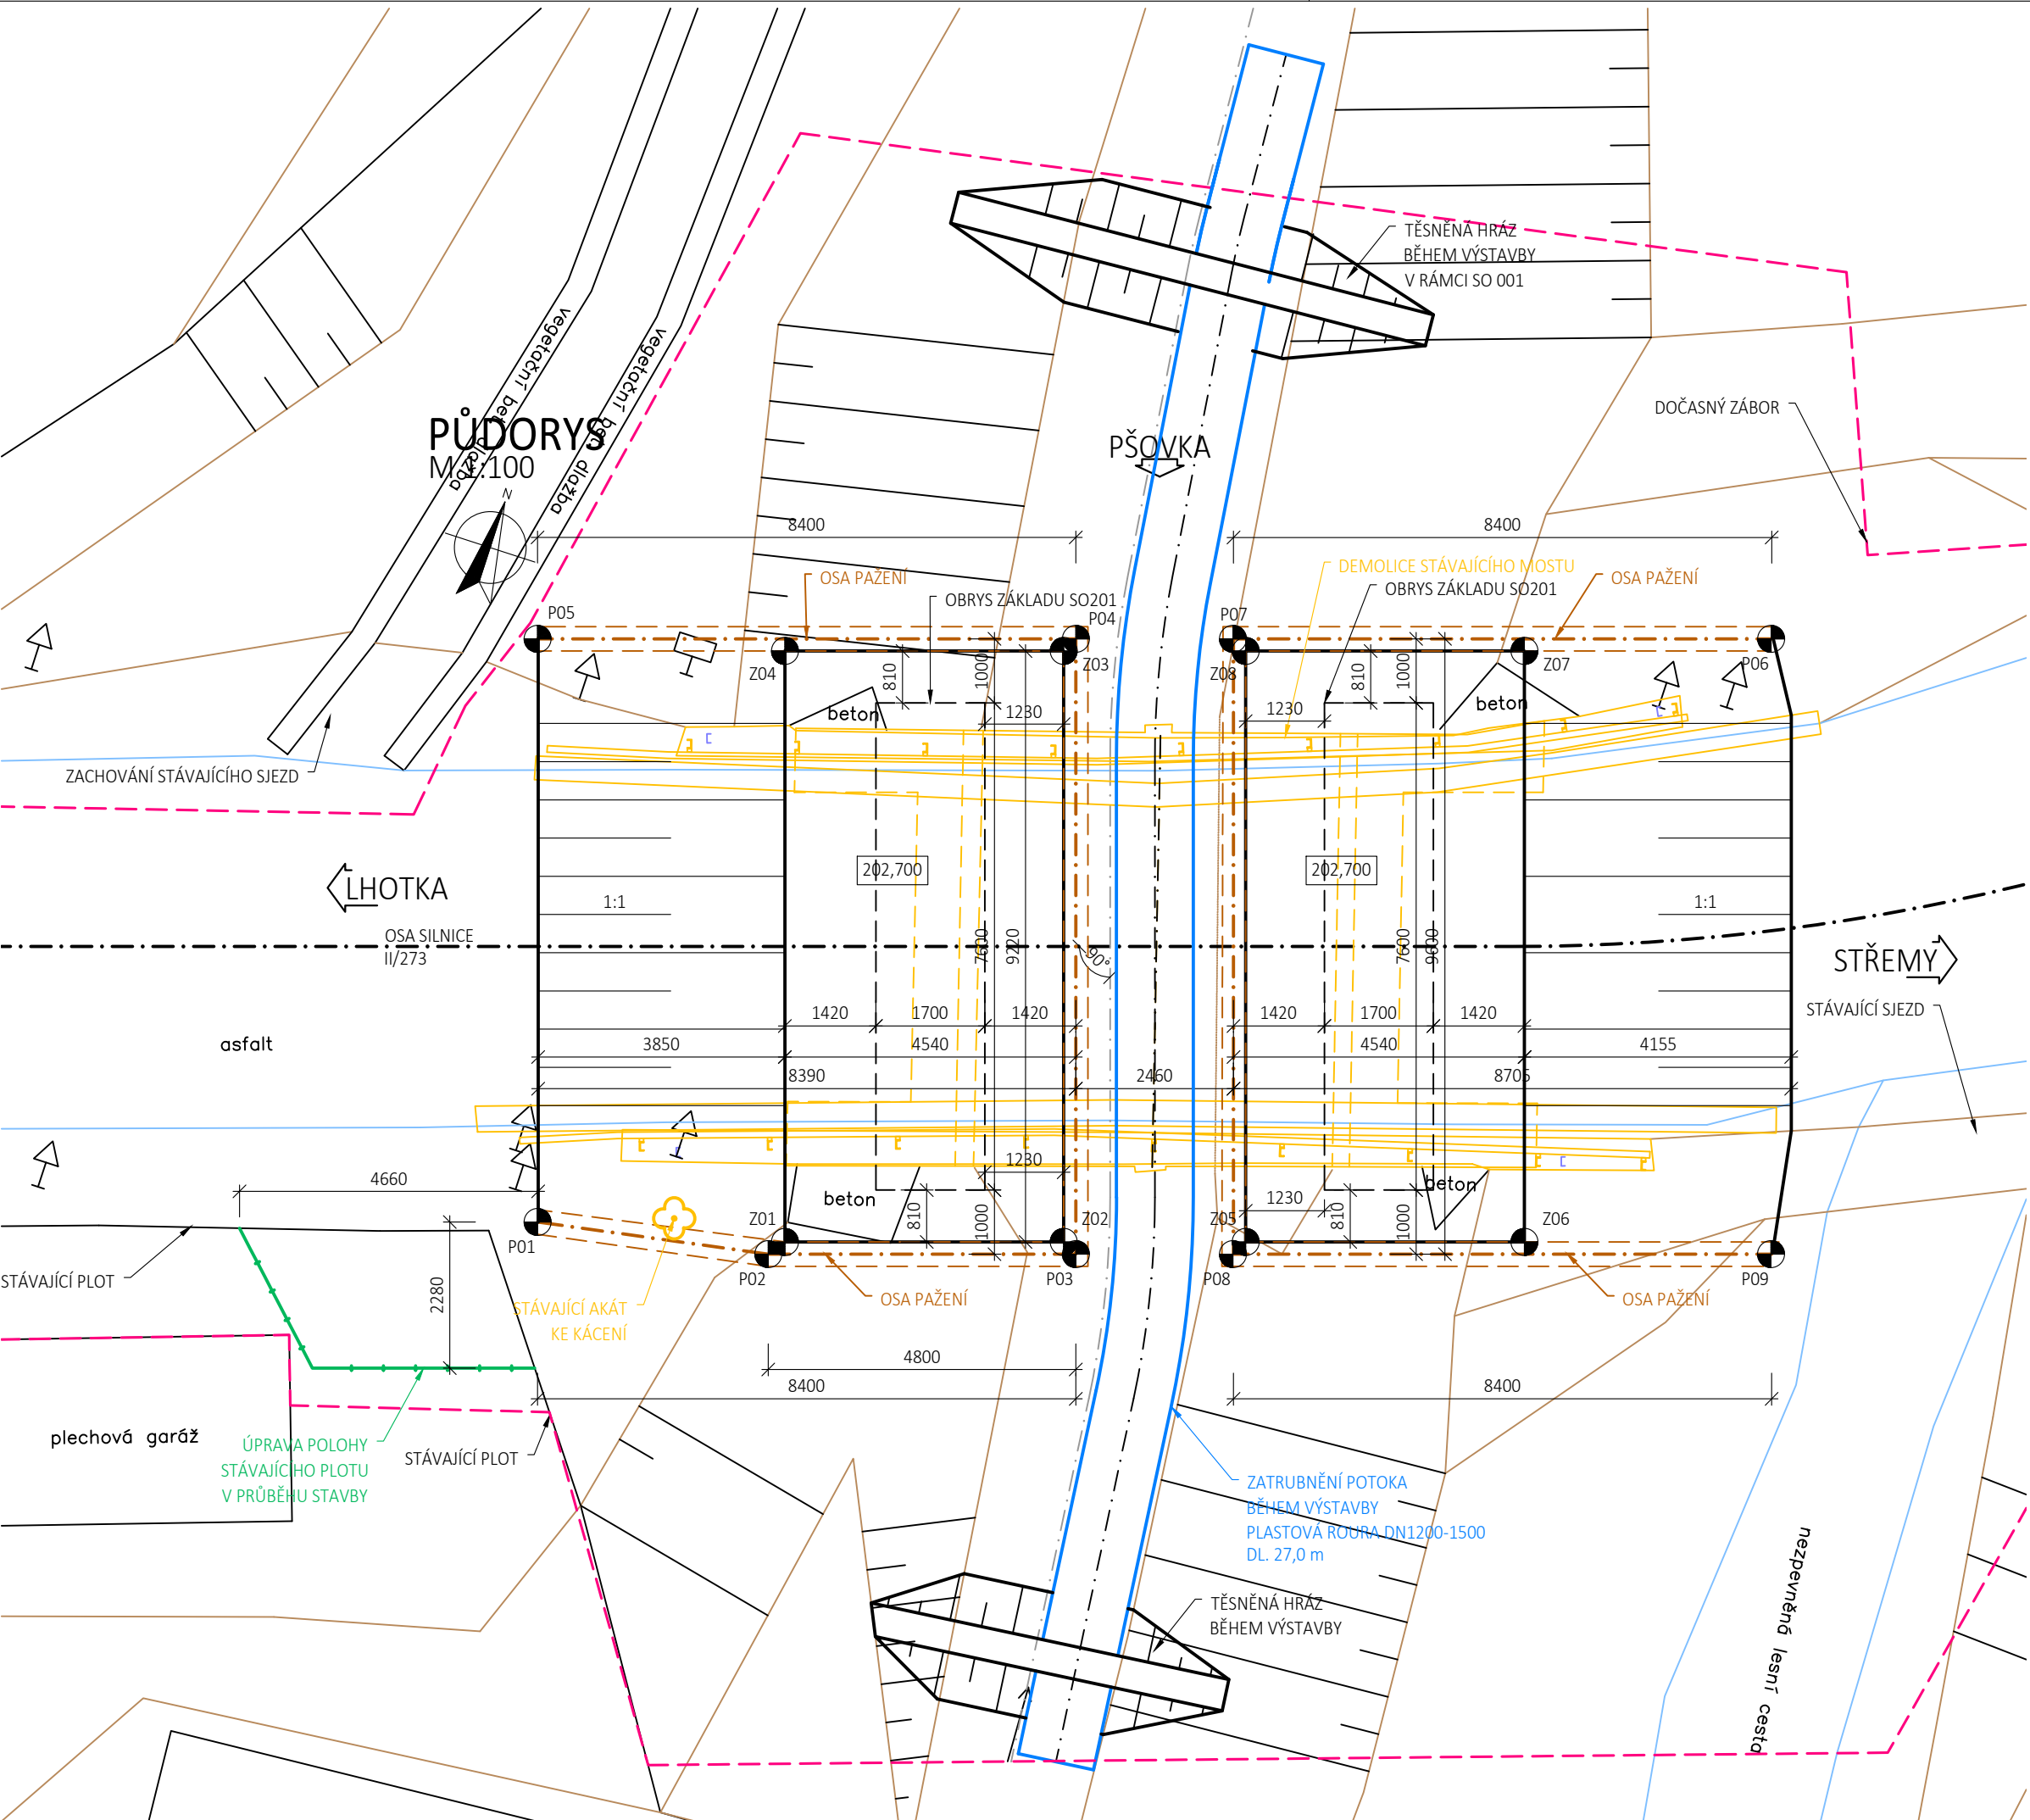 TĚSNĚNÁ HRÁZ
BĚHEM VÝSTAVBY
V RÁMCI SO 001
vegetační bet. dlažba
vegetační bet. dlažba
DOČASNÝ ZÁBOR
PŮDORYS
M 1:100
N
PŠOVKA
8400
8400
DEMOLICE STÁVAJÍCÍHO MOSTU
OSA PAŽENÍ
OSA PAŽENÍ
OBRYS ZÁKLADU SO201
OBRYS ZÁKLADU SO201
P05
P04
P07
P06
Z04
Z03
Z08
Z07
810
1000
810
1000
beton
1230
1230
beton
ZACHOVÁNÍ STÁVAJÍCÍHO SJEZD
202,700
202,700
LHOTKA
1:1
1:1
OSA SILNICE
II/273
7600
9220
90°
7600
9600
STŘEMY
STÁVAJÍCÍ SJEZD
1420
1700
1420
1420
1700
1420
asfalt
3850
4540
4540
4155
8390
2460
8705
1230
4660
beton
beton
1230
810
1000
810
1000
Z01
Z02
Z05
Z06
P01
P02
P03
P08
P09
STÁVAJÍCÍ PLOT
2280
STÁVAJÍCÍ AKÁT
KE KÁCENÍ
OSA PAŽENÍ
OSA PAŽENÍ
4800
8400
8400
plechová garáž
ÚPRAVA POLOHY
STÁVAJÍCÍHO PLOTU
V PRŮBĚHU STAVBY
STÁVAJÍCÍ PLOT
ZATRUBNĚNÍ POTOKA
BĚHEM VÝSTAVBY
PLASTOVÁ ROURA DN1200-1500
DL. 27,0 m
nezpevněná lesní cesta
TĚSNĚNÁ HRÁZ
BĚHEM VÝSTAVBY